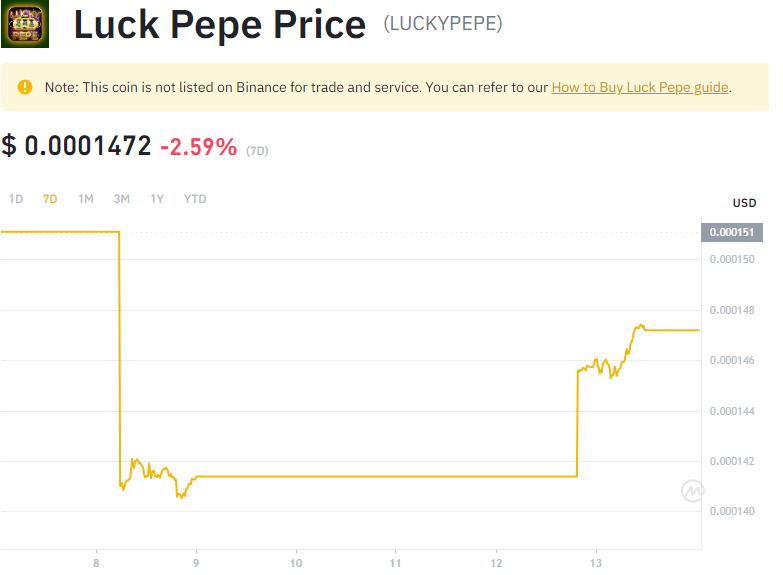 LUCKY
PEPE
Luck Pepe Price (LUCKYPEPE)
Note: This coin is not listed on Binance for trade and service. You can refer to our How to Buy Luck Pepe guide.
$ 0.0001472 -2.59% (7D)
1D 7D 1M 3M 1Y YTD
USD
0.000151
0.000150
0.000148
0.000146
0.000144
0.000142
0.000140
8 9 10 11 12 13